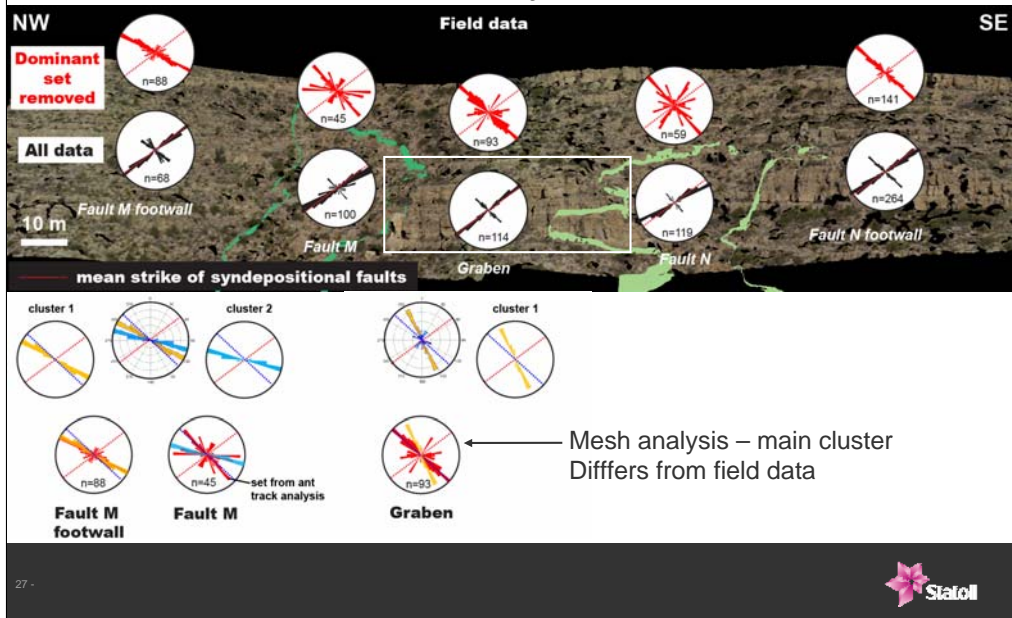 NW
Field data
SE
Dominant
set
removed
n=88
n=45
n=93
n=59
n=141
All data
n=68
n=100
n=114
n=119
n=264
Fault M footwall
Fault M
Graben
Fault N
Fault N footwall
10 m
mean strike of syndepositional faults
cluster 1
cluster 2
cluster 1
n=88
n=45
n=93
set from ant
track analysis
Mesh analysis – main cluster
Difffers from field data
Fault M
footwall
Fault M
Graben
27 -
Statoil